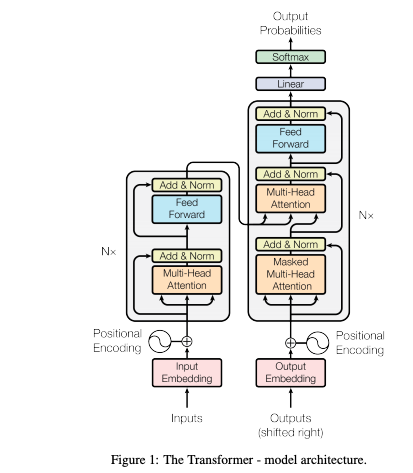 Output
Probabilities
Softmax
Linear
Add & Norm
Feed
Forward
Add & Norm
Multi-Head
Attention
Nx
Add & Norm
Masked
Multi-Head
Attention
Positional
Encoding
Output
Embedding
Outputs
(shifted right)
Add & Norm
Feed
Forward
Nx
Add & Norm
Multi-Head
Attention
Positional
Encoding
Input
Embedding
Inputs
Figure 1: The Transformer - model architecture.